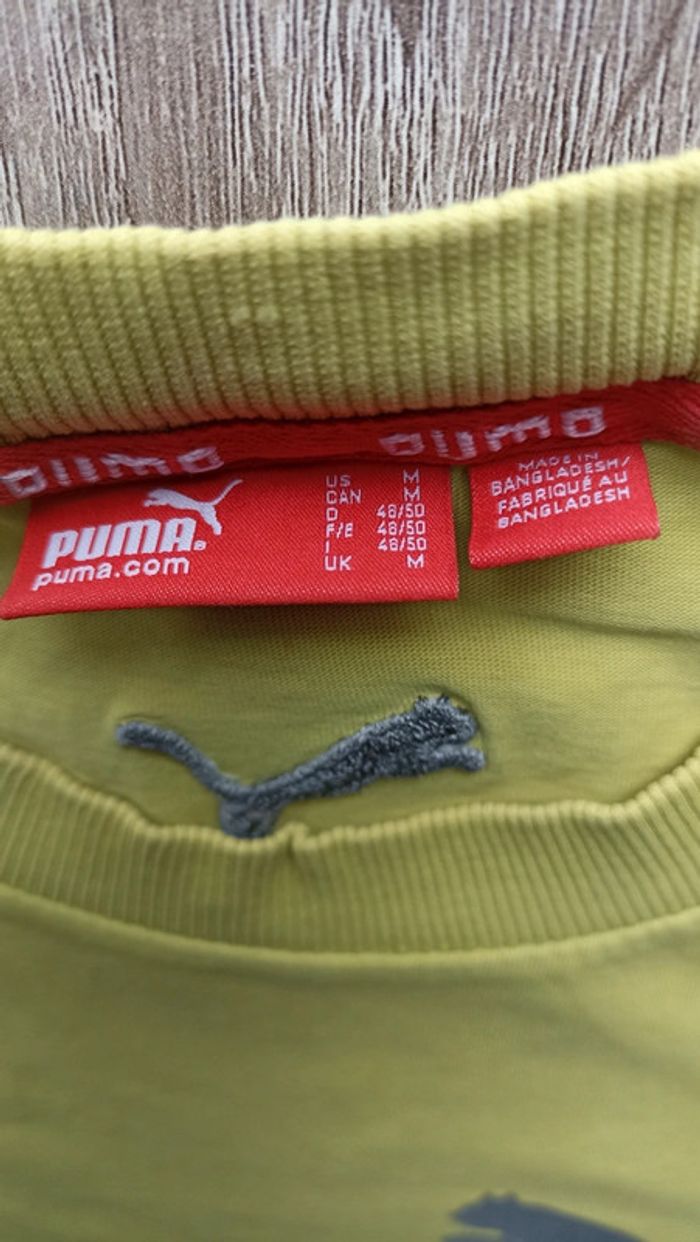 puma puma
PUMA®
puma.com
US M
CAN M
D 48/50
F/E 48/50
I 48/50
UK M
MADE IN
BANGLADESH/
FABRIQUÉ AU
BANGLADESH